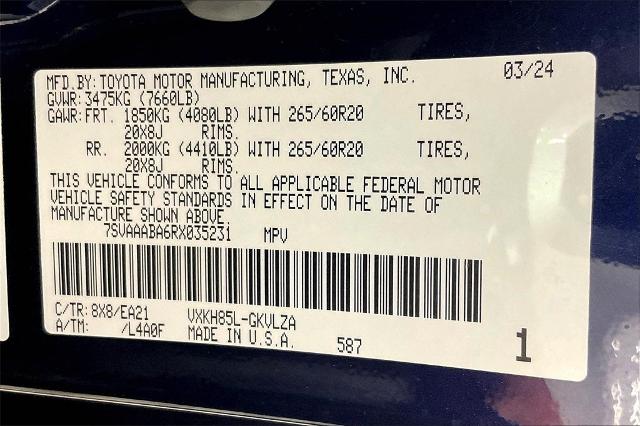 MFD.BY:TOYOTA MOTOR MANUFACTURING, TEXAS, INC. 03/24
GVWR:3475KG (7660LB)
GAWR:FRT. 1850KG (4080LB) WITH 265/60R20 TIRES,
20X8J RIMS.
RR. 2000KG (4410LB) WITH 265/60R20 TIRES,
20X8J RIMS.
THIS VEHICLE CONFORMS TO ALL APPLICABLE FEDERAL MOTOR
VEHICLE SAFETY STANDARDS IN EFFECT ON THE DATE OF
MANUFACTURE SHOWN ABOVE.
7SVAAABA6RX035231 MPV
C/TR: 8X8/EA21 VXKH85L-GKVLZA
A/TM: /L4A0F MADE IN U.S.A. 587 1